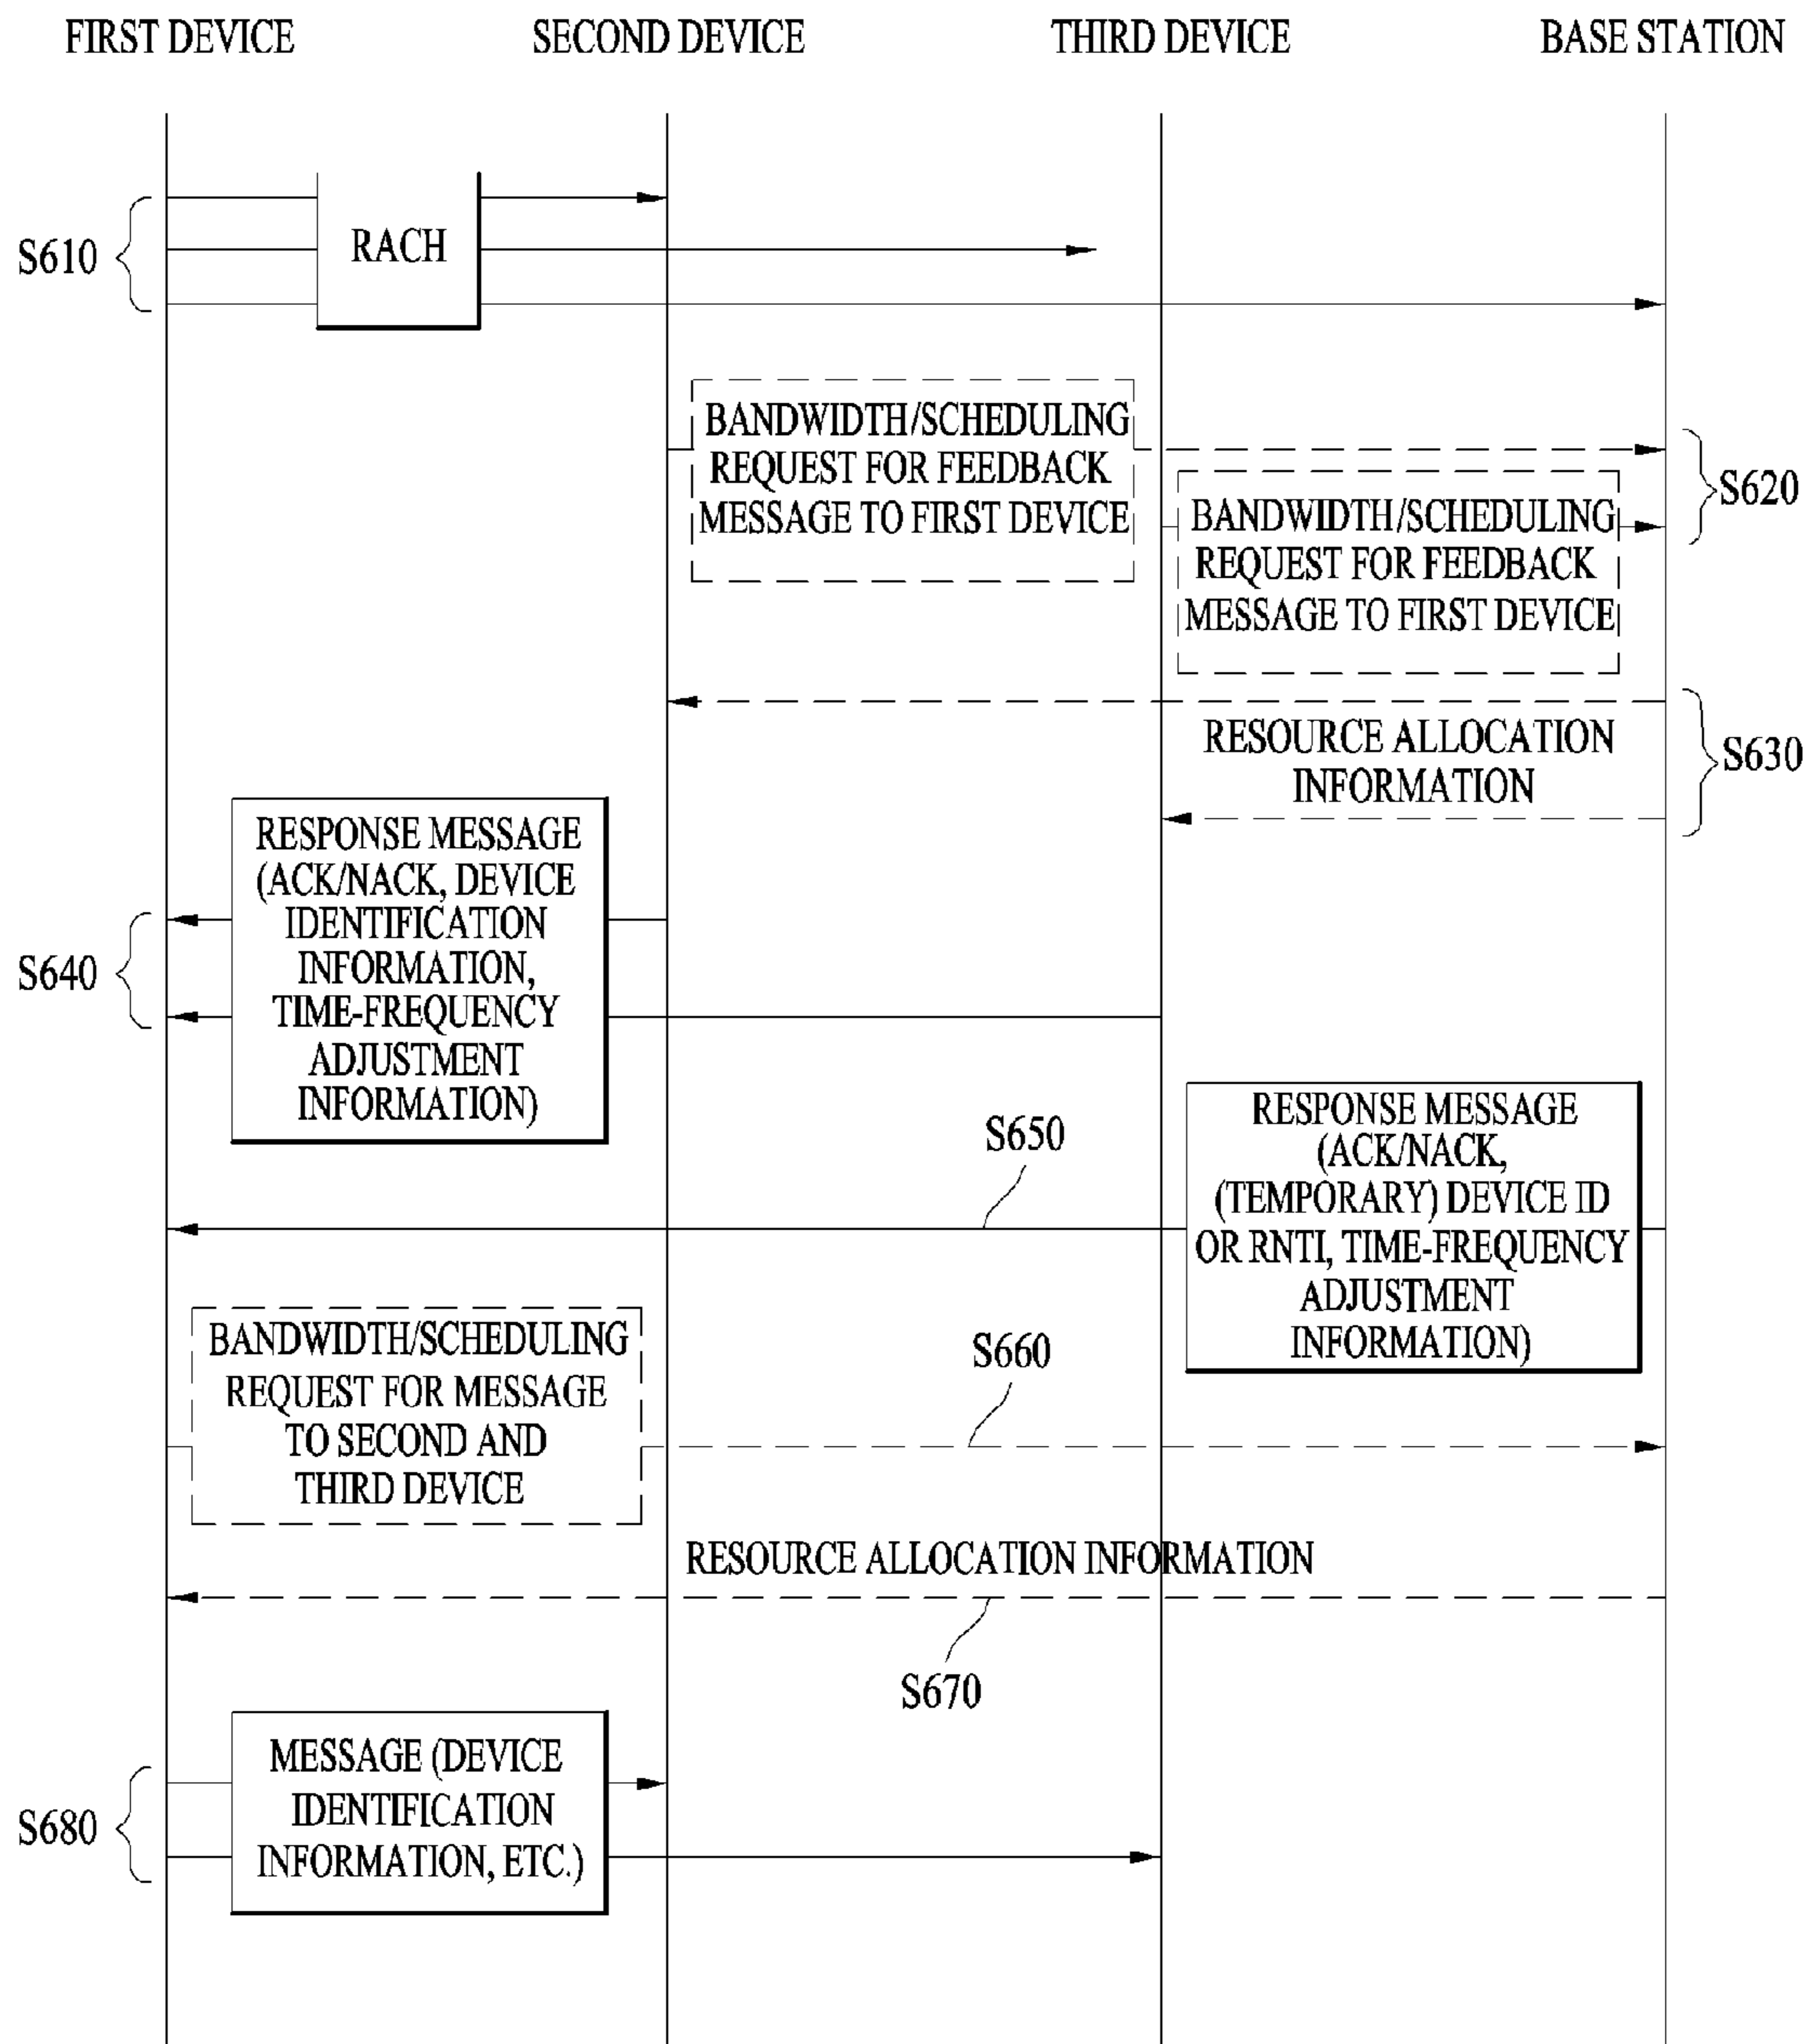 FIRST DEVICE
SECOND DEVICE
THIRD DEVICE
BASE STATION
S610
RACH
BANDWIDTH/SCHEDULING
REQUEST FOR FEEDBACK
MESSAGE TO FIRST DEVICE
S620
BANDWIDTH/SCHEDULING
REQUEST FOR FEEDBACK
MESSAGE TO FIRST DEVICE
RESOURCE ALLOCATION
INFORMATION
S630
RESPONSE MESSAGE
(ACK/NACK, DEVICE
IDENTIFICATION
INFORMATION,
TIME-FREQUENCY
ADJUSTMENT
INFORMATION)
S640
S650
RESPONSE MESSAGE
(ACK/NACK,
(TEMPORARY) DEVICE ID
OR RNTI, TIME-FREQUENCY
ADJUSTMENT
INFORMATION)
BANDWIDTH/SCHEDULING
REQUEST FOR MESSAGE
TO SECOND AND
THIRD DEVICE
S660
RESOURCE ALLOCATION INFORMATION
S670
S680
MESSAGE (DEVICE
IDENTIFICATION
INFORMATION, ETC.)